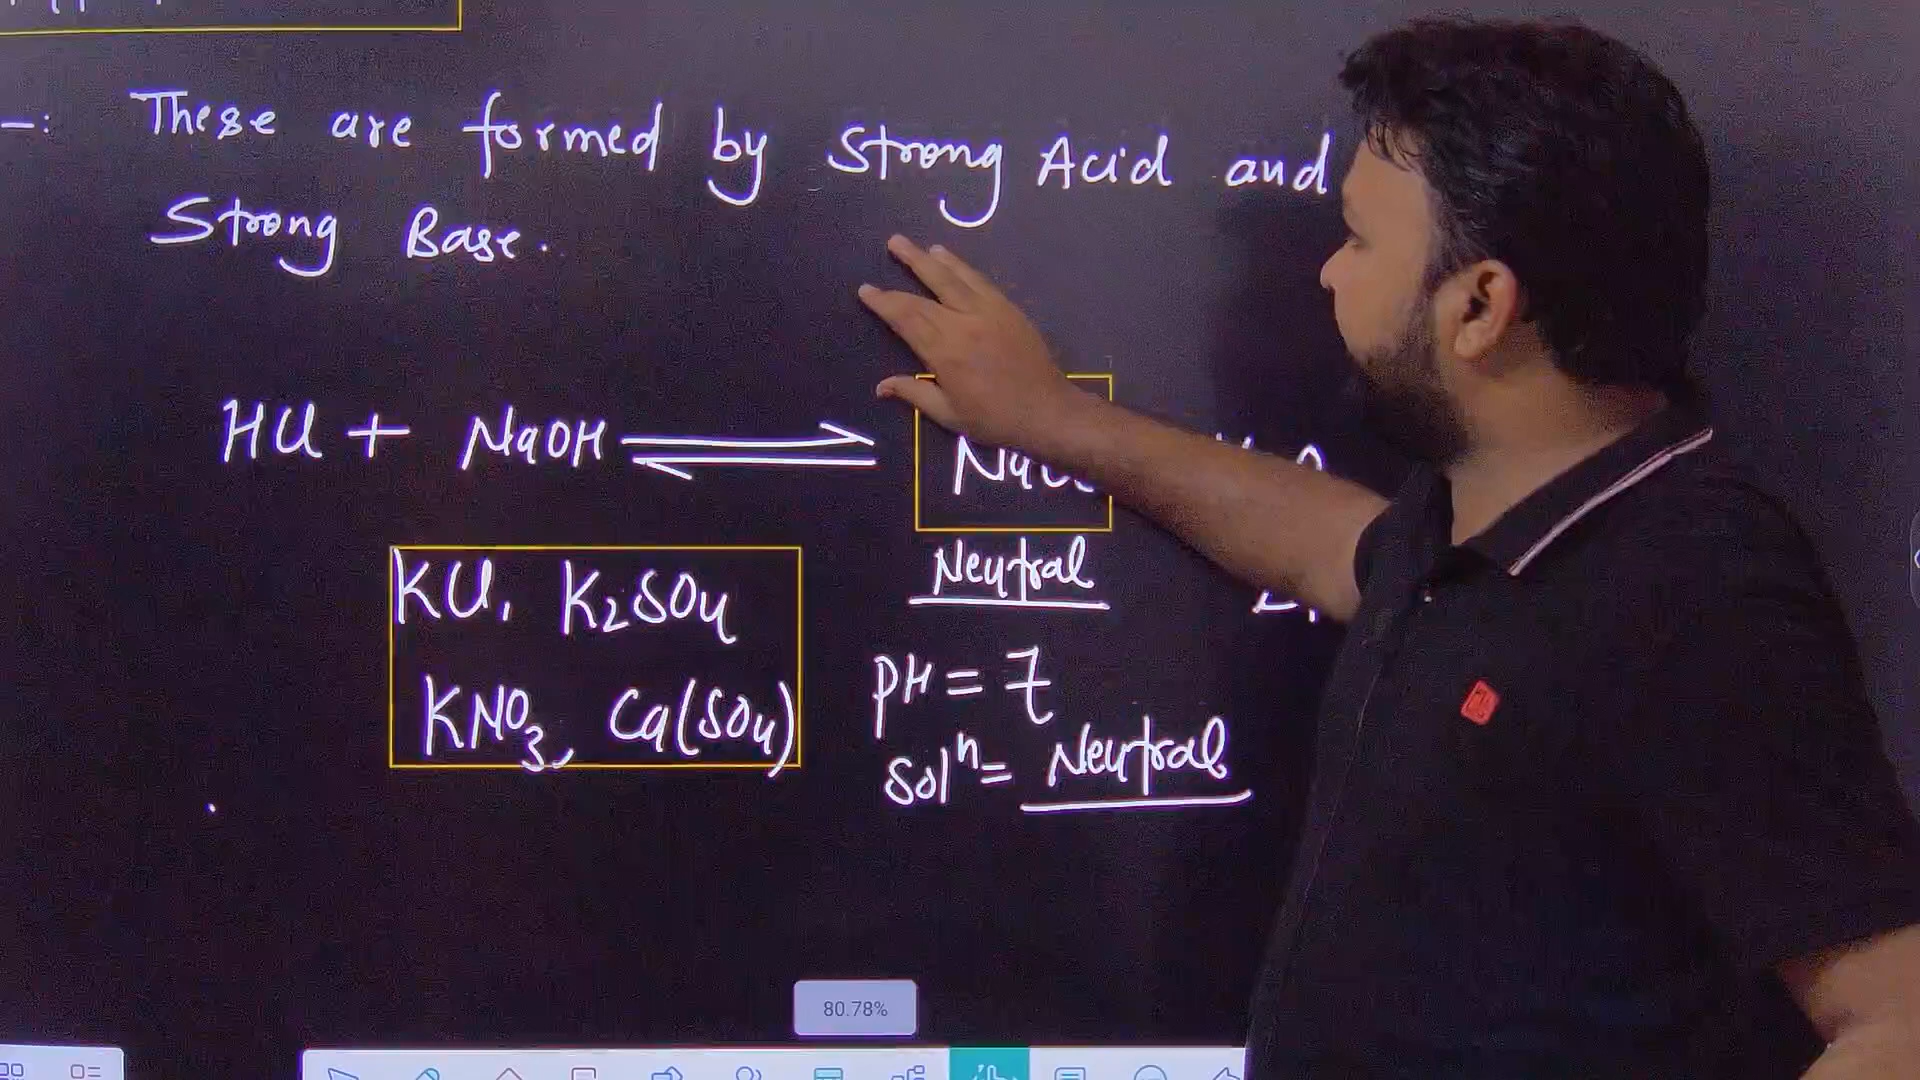 -: These are formed by Strong Acid and
Strong Base.
HCl + NaOH ⇌ NaCl
Neutral
KCl, K2SO4
KNO3, Ca(SO4)
pH = 7
solⁿ = Neutral
80.78%